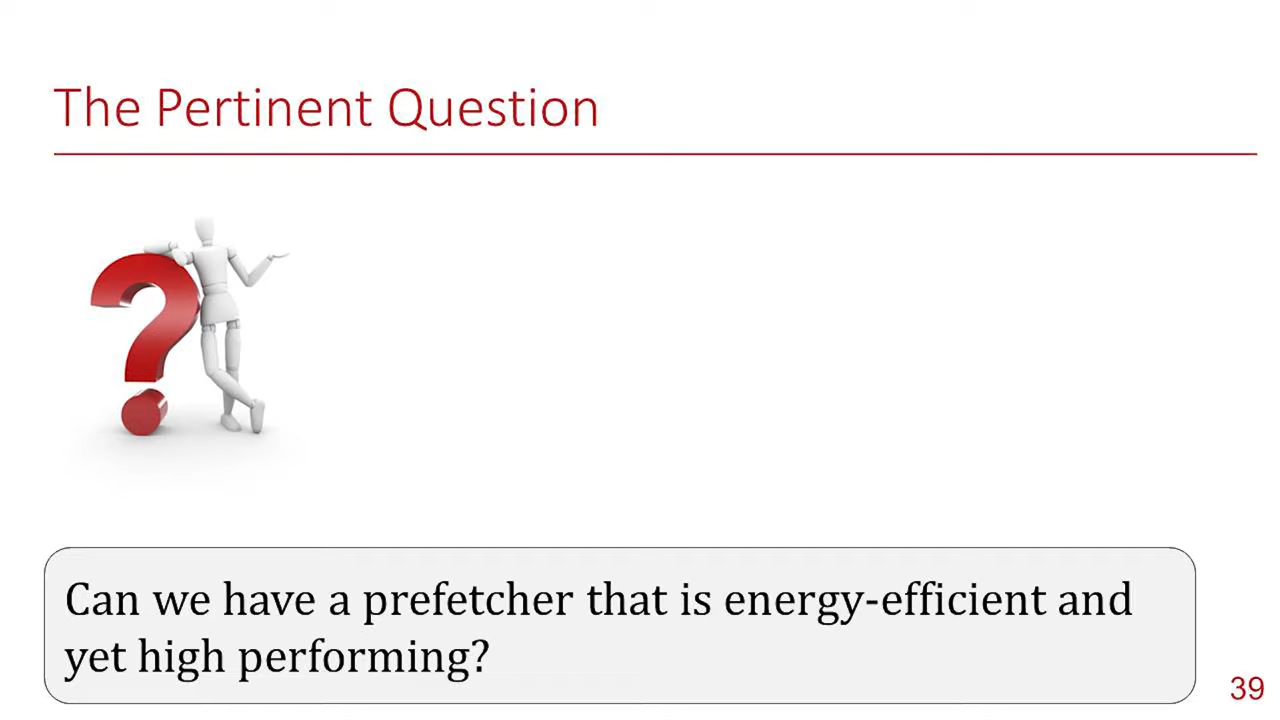 The Pertinent Question
?
Can we have a prefetcher that is energy-efficient and
yet high performing?
39